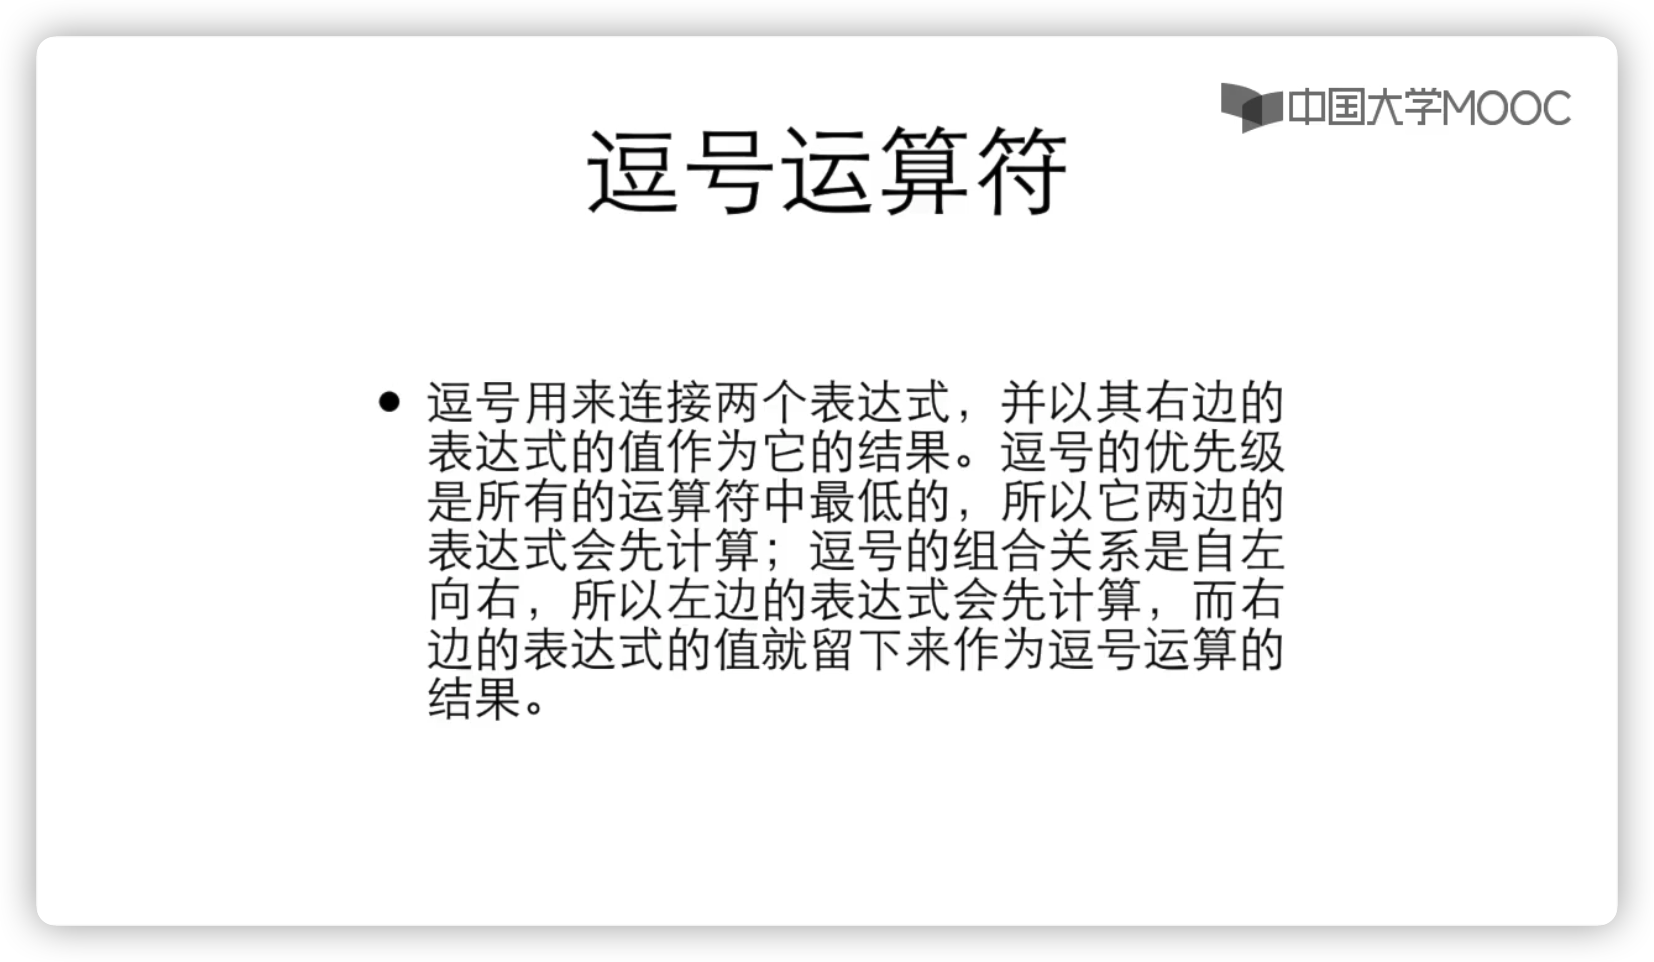 中国大学MOOC
逗号运算符
● 逗号用来连接两个表达式，并以其右边的
表达式的值作为它的结果。逗号的优先级
是所有的运算符中最低的，所以它两边的
表达式会先计算；逗号的组合关系是自左
向右，所以左边的表达式会先计算，而右
边的表达式的值就留下来作为逗号运算的
结果。